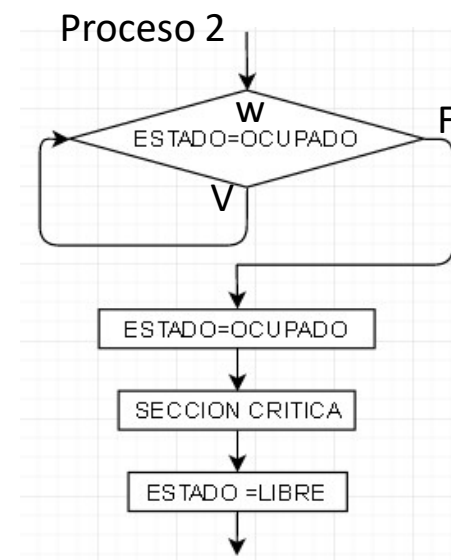 Proceso 2
W
ESTADO=OCUPADO
F
V
ESTADO=OCUPADO
SECCION CRITICA
ESTADO =LIBRE